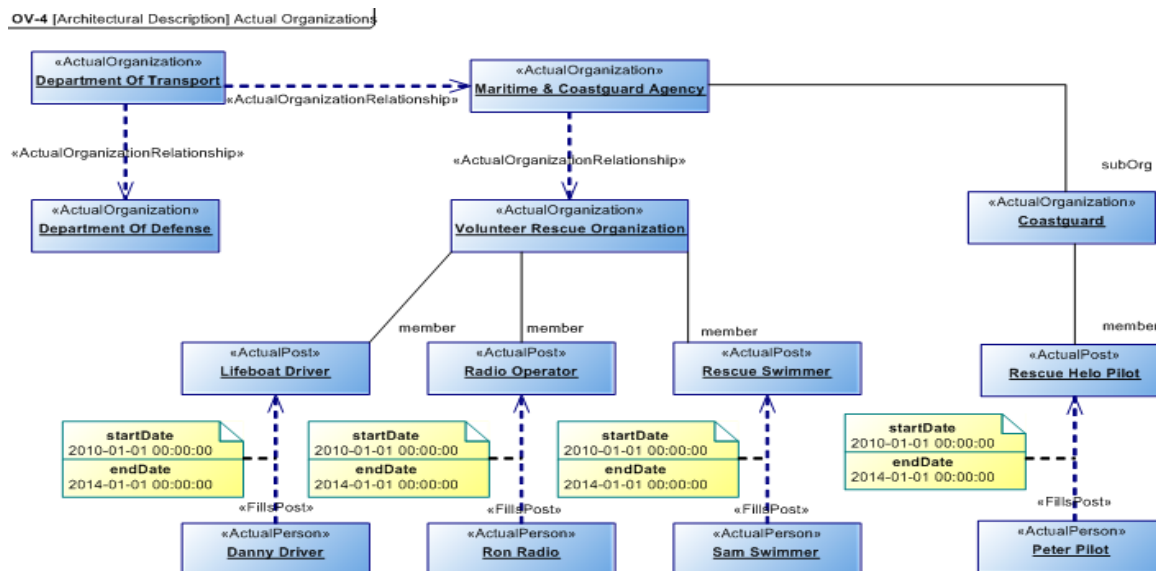 OV-4 [Architectural Description] Actual Organizations
«ActualOrganization»
Department Of Transport
«ActualOrganizationRelationship»
«ActualOrganization»
Maritime & Coastguard Agency
«ActualOrganizationRelationship»
«ActualOrganizationRelationship»
subOrg
«ActualOrganization»
Department Of Defense
«ActualOrganization»
Volunteer Rescue Organization
«ActualOrganization»
Coastguard
member
member
member
member
«ActualPost»
Lifeboat Driver
«ActualPost»
Radio Operator
«ActualPost»
Rescue Swimmer
«ActualPost»
Rescue Helo Pilot
startDate
2010-01-01 00:00:00
endDate
2014-01-01 00:00:00
startDate
2010-01-01 00:00:00
endDate
2014-01-01 00:00:00
startDate
2010-01-01 00:00:00
endDate
2014-01-01 00:00:00
startDate
2010-01-01 00:00:00
endDate
2014-01-01 00:00:00
«FillsPost»
«FillsPost»
«FillsPost»
«FillsPost»
«ActualPerson»
Danny Driver
«ActualPerson»
Ron Radio
«ActualPerson»
Sam Swimmer
«ActualPerson»
Peter Pilot